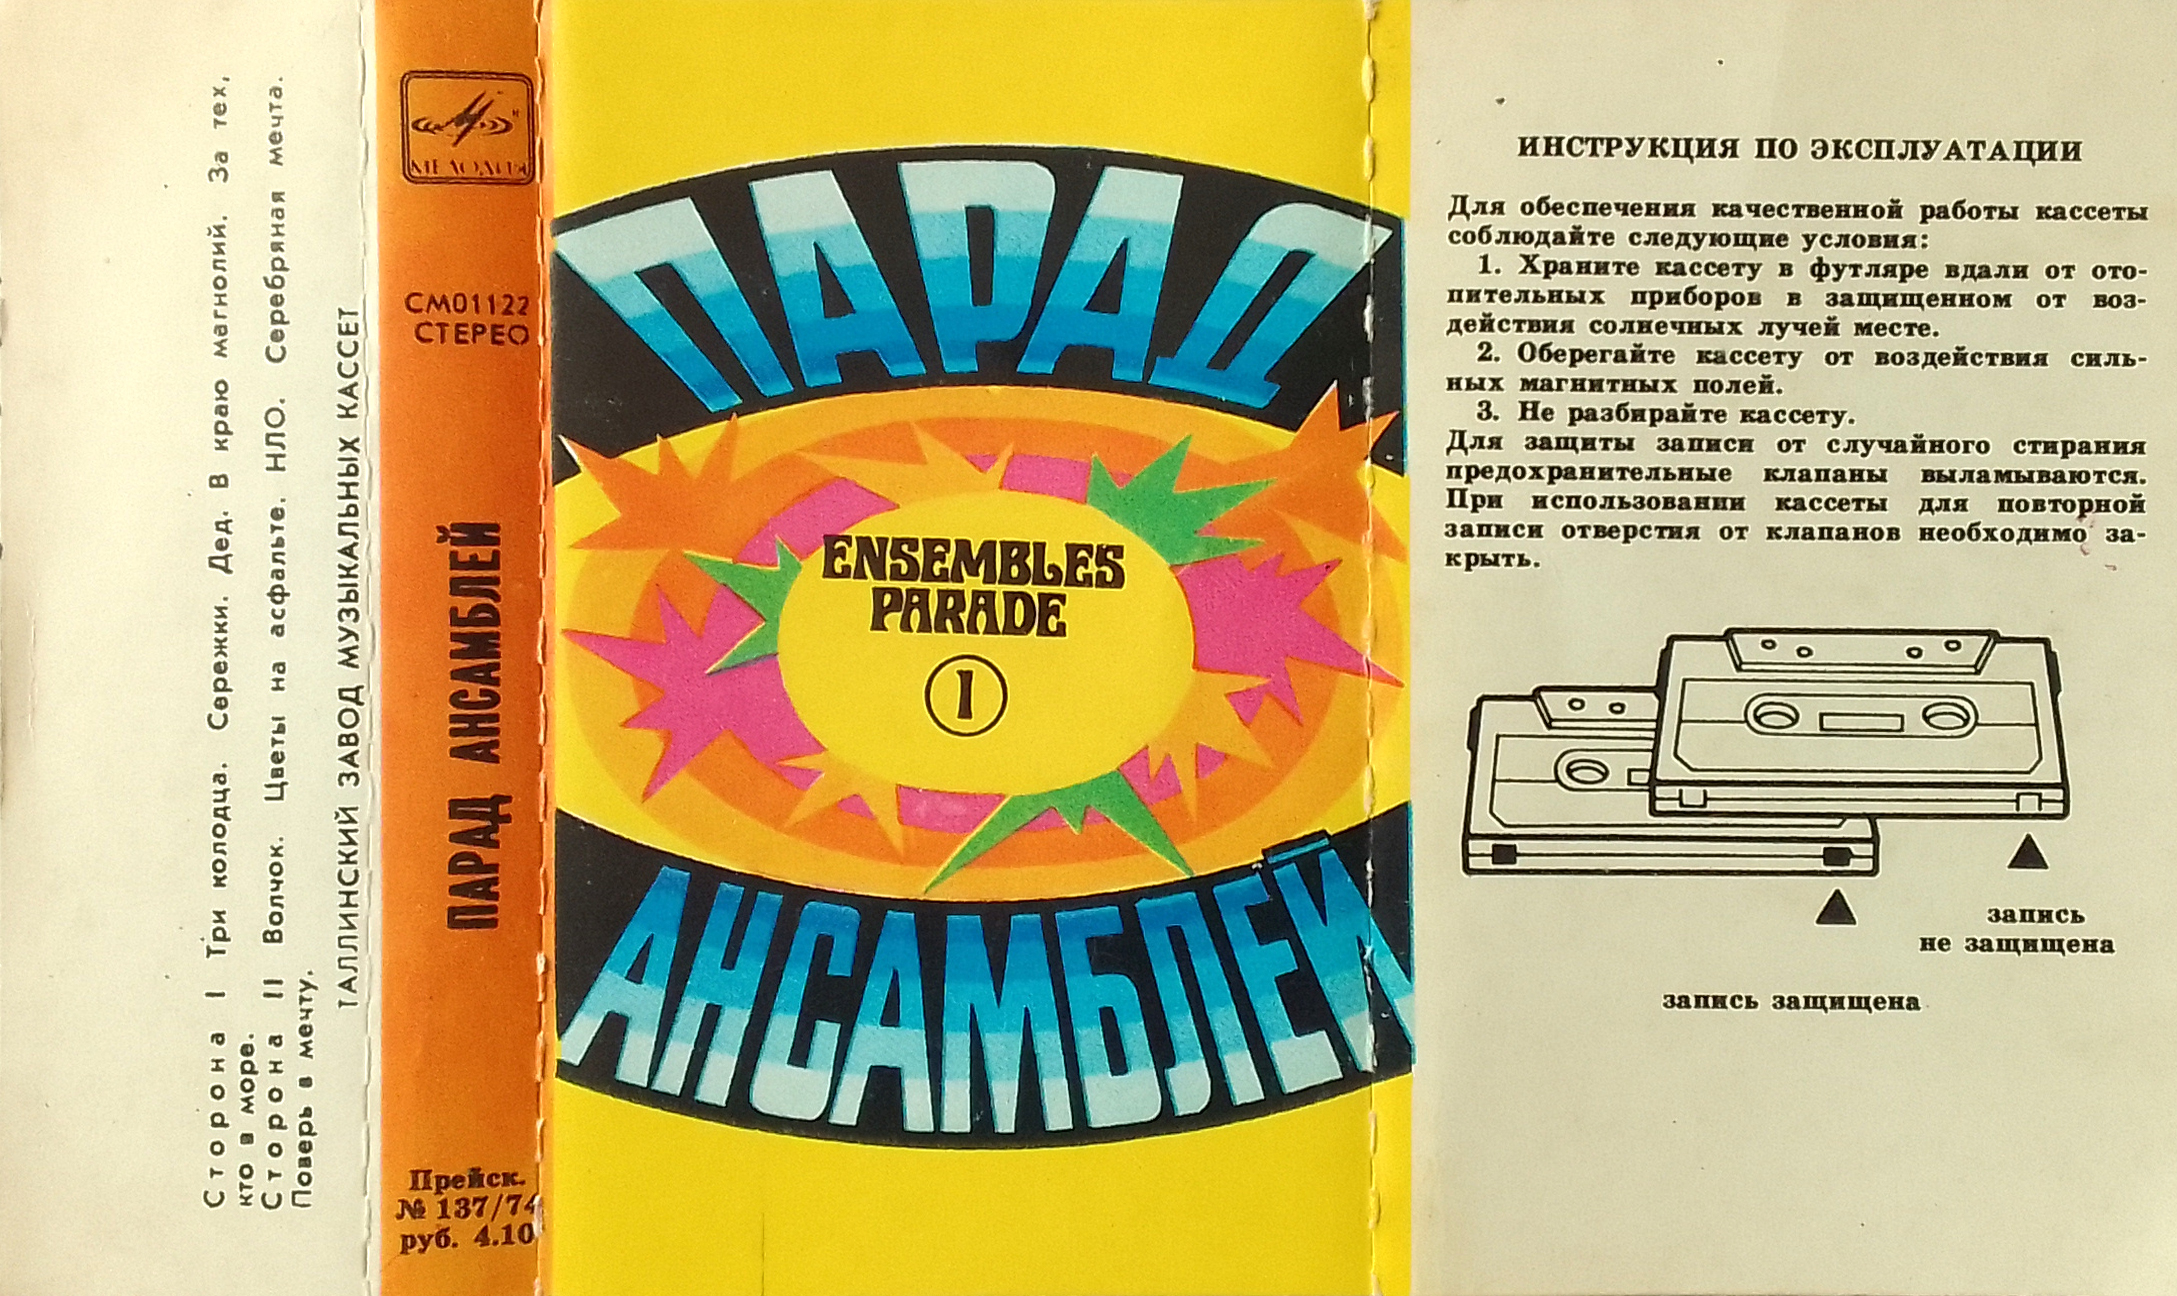 Сторона I Три колодца. Сережки. Дед. В краю магнолий. За тех,
кто в море.
Сторона II Волчок. Цветы на асфальте. НЛО. Серебряная мечта.
Поверь в мечту.
ТАЛЛИНСКИЙ ЗАВОД МУЗЫКАЛЬНЫХ КАССЕТ
МЕЛОДИЯ
СМ01122
СТЕРЕО
ПАРАД АНСАМБЛЕЙ
Прейск.
№ 137/74
руб. 4.10
ПАРАД
ENSEMBLES
PARADE
1
АНСАМБЛЕЙ
ИНСТРУКЦИЯ ПО ЭКСПЛУАТАЦИИ
Для обеспечения качественной работы кассеты
соблюдайте следующие условия:
1. Храните кассету в футляре вдали от ото-
пительных приборов в защищенном от воз-
действия солнечных лучей месте.
2. Оберегайте кассету от воздействия силь-
ных магнитных полей.
3. Не разбирайте кассету.
Для защиты записи от случайного стирания
предохранительные клапаны выламываются.
При использовании кассеты для повторной
записи отверстия от клапанов необходимо за-
крыть.
запись
не защищена
запись защищена